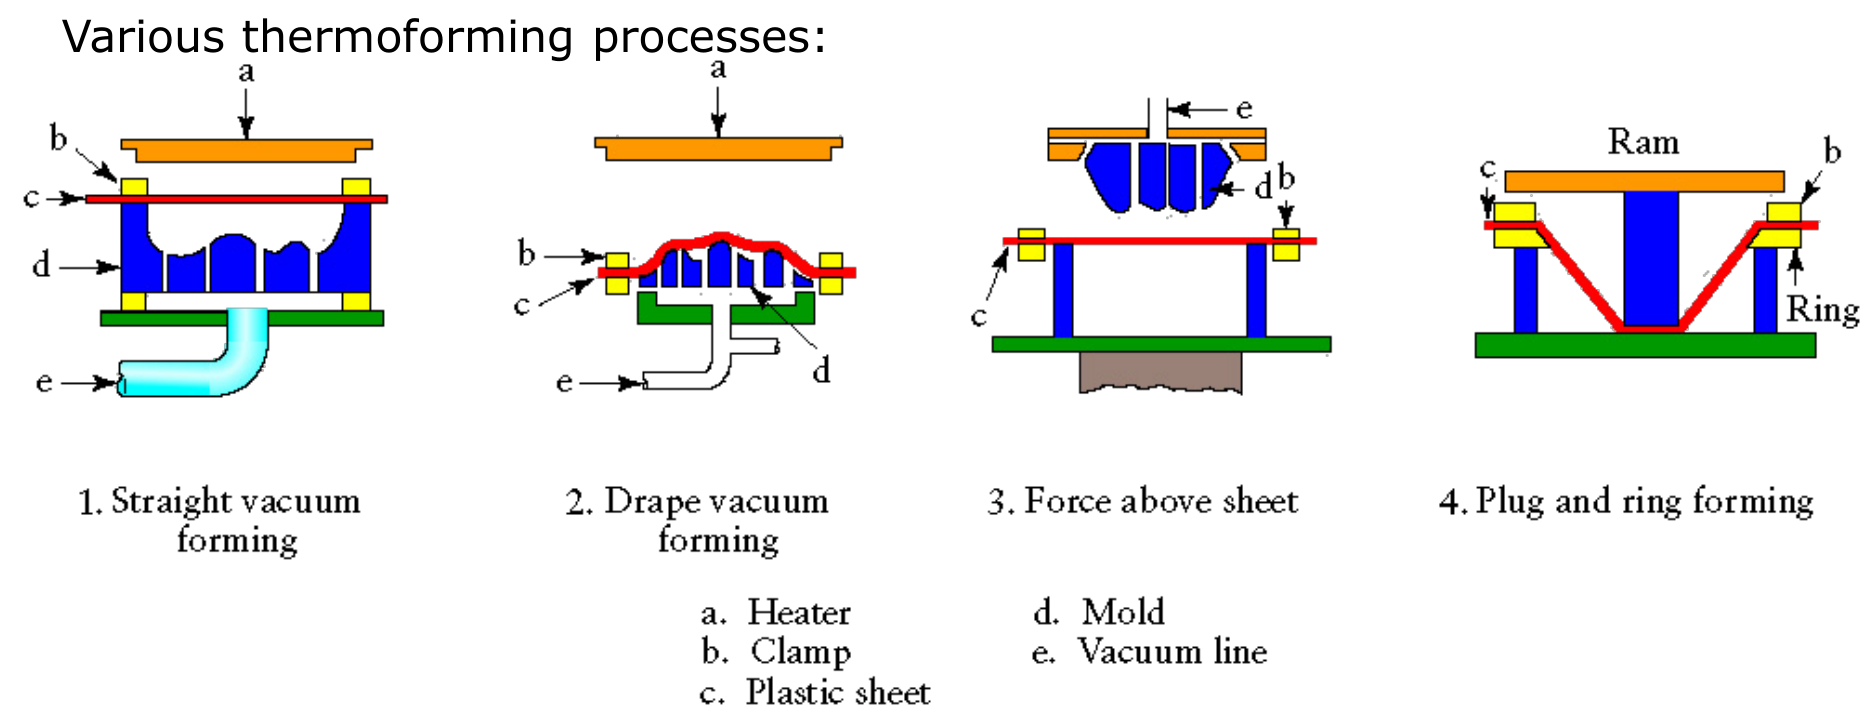 Various thermoforming processes:
a
b
c
d
e
a
b
c
d
e
e
d
b
c
Ram
c
b
Ring
1. Straight vacuum
forming
2. Drape vacuum
forming
3. Force above sheet
4. Plug and ring forming
a. Heater
b. Clamp
c. Plastic sheet
d. Mold
e. Vacuum line